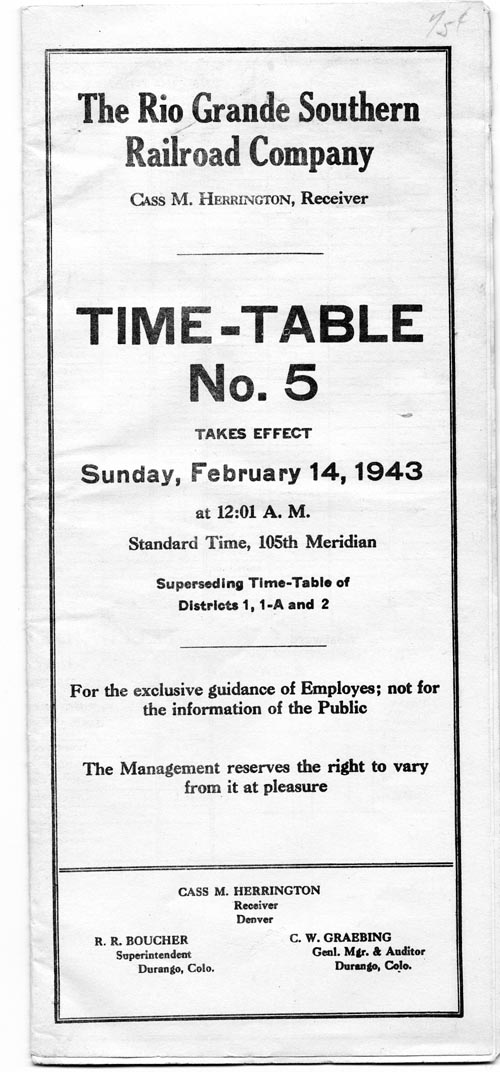 75¢
The Rio Grande Southern
Railroad Company
Cass M. Herrington, Receiver
TIME-TABLE
No. 5
TAKES EFFECT
Sunday, February 14, 1943
at 12:01 A. M.
Standard Time, 105th Meridian
Superseding Time-Table of
Districts 1, 1-A and 2
For the exclusive guidance of Employes; not for
the information of the Public
The Management reserves the right to vary
from it at pleasure
CASS M. HERRINGTON
Receiver
Denver
R. R. BOUCHER
Superintendent
Durango, Colo.
C. W. GRAEBING
Genl. Mgr. & Auditor
Durango, Colo.